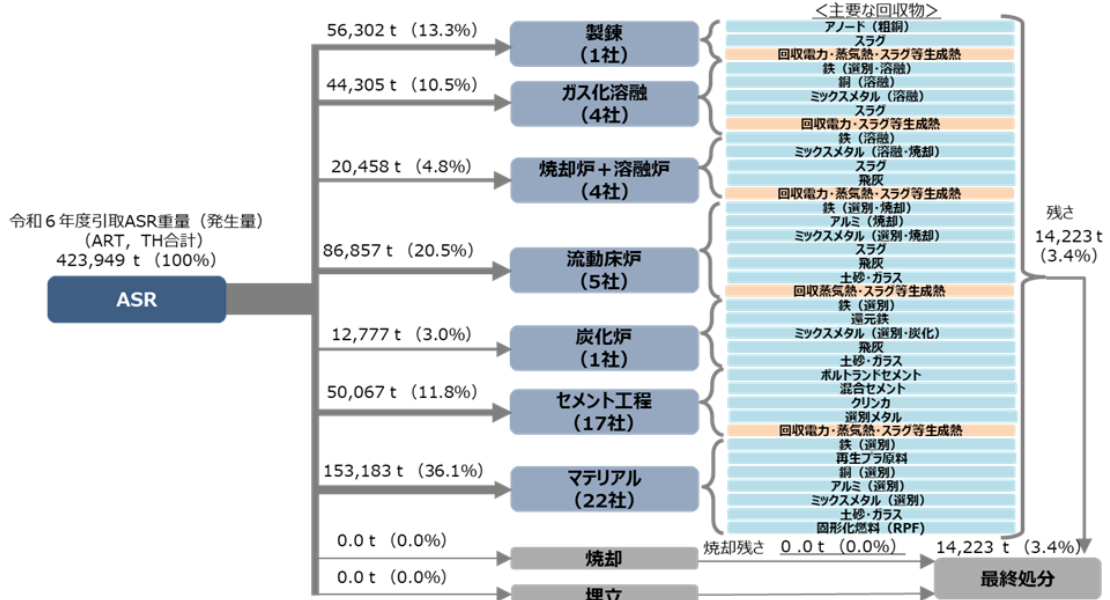 令和６年度引取ASR重量（発生量）
（ART，TH合計）
423,949 t （100%）
ASR
56,302 t （13.3%）
製錬
（1社）
44,305 t （10.5%）
ガス化溶融
（4社）
20,458 t （4.8%）
焼却炉＋溶融炉
（4社）
86,857 t （20.5%）
流動床炉
（5社）
12,777 t （3.0%）
炭化炉
（1社）
50,067 t （11.8%）
セメント工程
（17社）
153,183 t （36.1%）
マテリアル
（22社）
0.0 t （0.0%）
焼却
0.0 t （0.0%）
埋立
＜主要な回収物＞
アノード（粗銅）
スラグ
回収電力・蒸気熱・スラグ等生成熱
鉄（選別・溶融）
銅（溶融）
ミックスメタル（溶融）
スラグ
回収電力・スラグ等生成熱
鉄（溶融）
ミックスメタル（溶融・焼却）
スラグ
飛灰
回収電力・蒸気熱・スラグ等生成熱
鉄（選別・焼却）
アルミ（焼却）
ミックスメタル（選別・焼却）
スラグ
飛灰
土砂・ガラス
回収蒸気熱・スラグ等生成熱
鉄（選別）
還元鉄
ミックスメタル（選別・炭化）
飛灰
土砂・ガラス
ポルトランドセメント
混合セメント
クリンカ
選別メタル
回収電力・蒸気熱・スラグ等生成熱
鉄（選別）
再生プラ原料
銅（選別）
アルミ（選別）
ミックスメタル（選別）
土砂・ガラス
固形化燃料（RPF）
残さ
14,223 t
（3.4%）
焼却残さ 0.0 t （0.0%）
14,223 t （3.4%）
最終処分